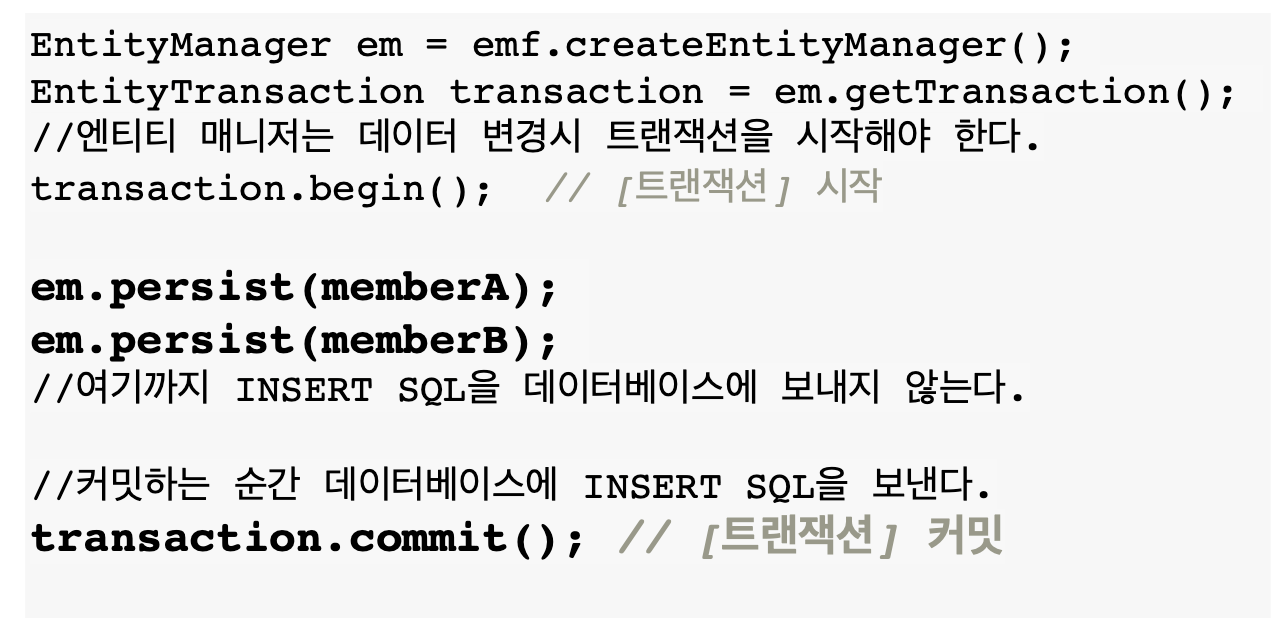 EntityManager em = emf.createEntityManager();
EntityTransaction transaction = em.getTransaction();
//엔티티 매니저는 데이터 변경시 트랜잭션을 시작해야 한다.
transaction.begin();  // [트랜잭션] 시작
em.persist(memberA);
em.persist(memberB);
//여기까지 INSERT SQL을 데이터베이스에 보내지 않는다.
//커밋하는 순간 데이터베이스에 INSERT SQL을 보낸다.
transaction.commit(); // [트랜잭션] 커밋